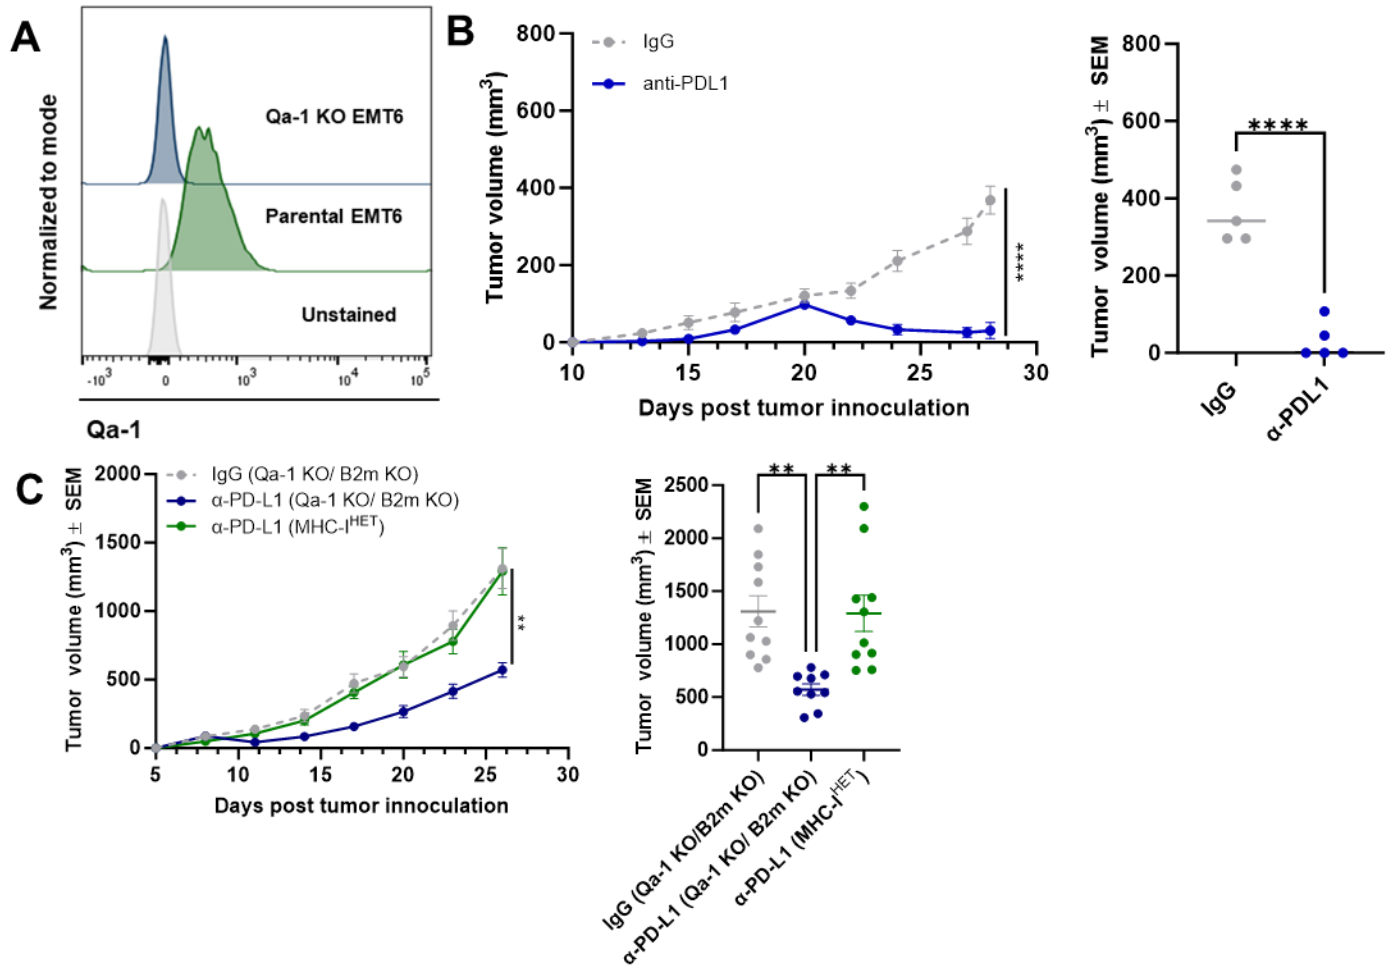 A
Normalized to mode
Qa-1 KO EMT6
Parental EMT6
Unstained
-10³ 0 10³ 10⁴ 10⁵
Qa-1
B
Tumor volume (mm³)
800
600
400
200
0
IgG
anti-PDL1
****
10 15 20 25 30
Days post tumor innoculation
Tumor volume (mm³) ± SEM
800
600
400
200
0
****
IgG
α-PDL1
C
Tumor volume (mm³) ± SEM
2000
1500
1000
500
0
IgG (Qa-1 KO/ B2m KO)
α-PD-L1 (Qa-1 KO/ B2m KO)
α-PD-L1 (MHC-Iᴴᴱᵀ)
**
5 10 15 20 25 30
Days post tumor innoculation
Tumor volume (mm³) ± SEM
2500
2000
1500
1000
500
0
** **
IgG (Qa-1 KO/B2m KO)
α-PD-L1 (Qa-1 KO/ B2m KO)
α-PD-L1 (MHC-Iᴴᴱᵀ)